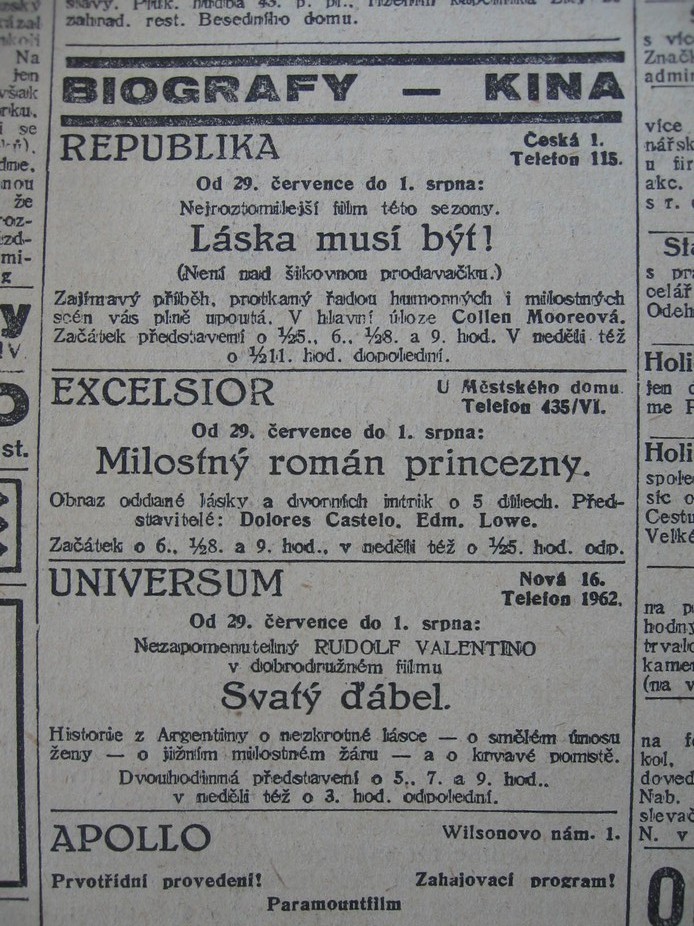 zahrad. rest. Besedního domu.
BIOGRAFY — KINA
REPUBLIKA
Česká 1.
Telefon 115.
Od 29. července do 1. srpna:
Nejroztomilejší film této sezony.
Láska musí býť!
(Není nad šikovnou prodavačku.)
Zajímavý příběh, protkaný řadou humorných i milostných
scén vás plně upoutá. V hlavní úloze Collen Mooreová.
Začátek představení o ½5., 6., ½8. a 9. hod. V neděli též
o ½11. hod. dopolední.
EXCELSIOR
U Městského domu.
Telefon 435/VI.
Od 29. července do 1. srpna:
Milostný román princezny.
Obraz oddané lásky a dvorních intrik o 5 dílech. Před-
stavitelé: Dolores Castelo. Edm. Lowe.
Začátek o 6., ½8. a 9. hod., v neděli též o ½5. hod. odp.
UNIVERSUM
Nová 16.
Telefon 1962.
Od 29. července do 1. srpna:
Nezapomenutelný RUDOLF VALENTINO
v dobrodružném filmu
Svatý ďábel.
Historie z Argentiny o nezkrotné lásce — o smělém únosu
ženy — o jižním milostném žáru — a o krvavé pomstě.
Dvouhodinná představení o 5., 7. a 9. hod..
v neděli též o 3. hod. odpolední.
APOLLO
Wilsonovo nám. 1.
Prvotřídní provedení!
Zahajovací program!
Paramountfilm